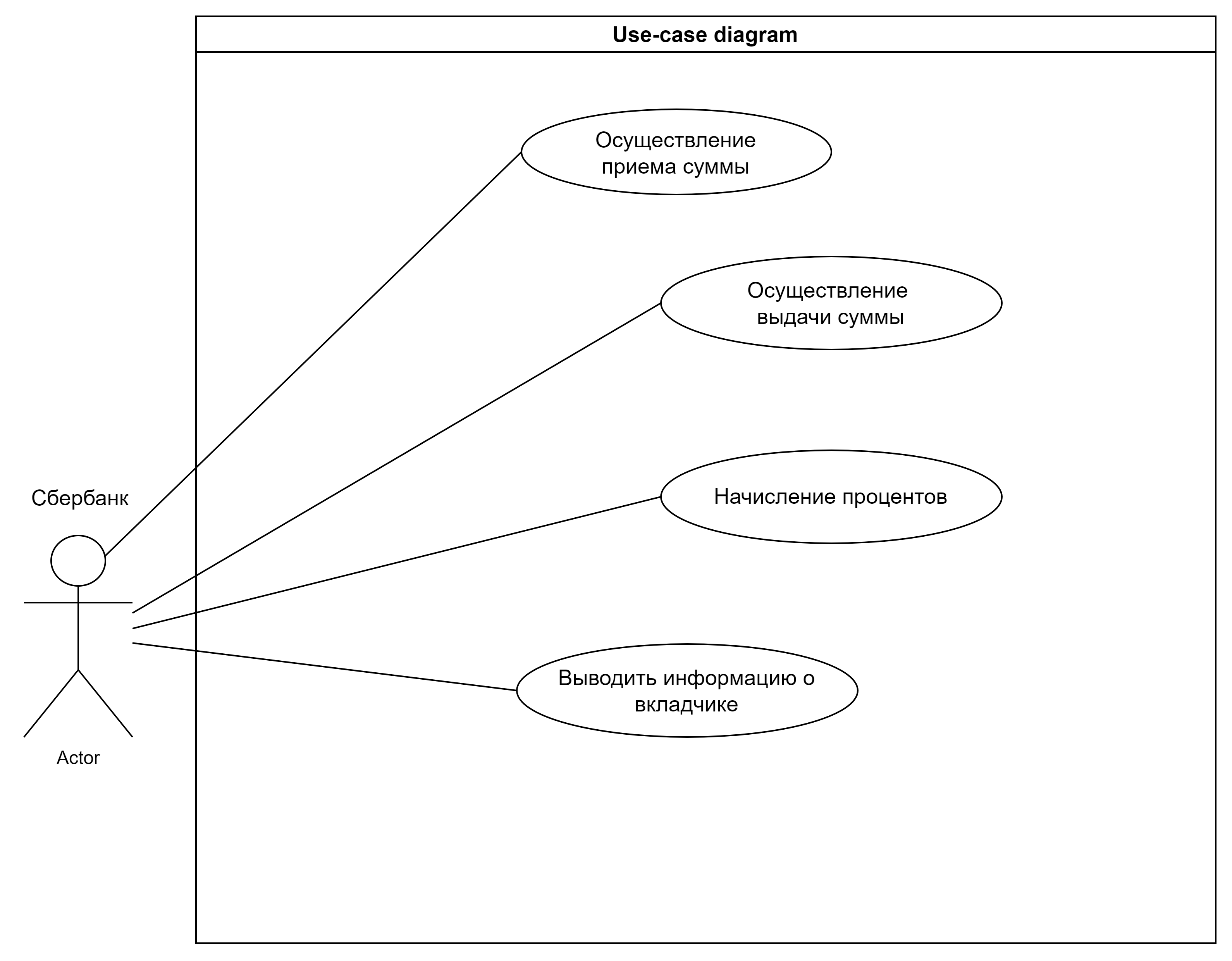 Use-case diagram
Осуществление
приема суммы
Осуществление
выдачи суммы
Сбербанк
Начисление процентов
Выводить информацию о
вкладчике
Actor